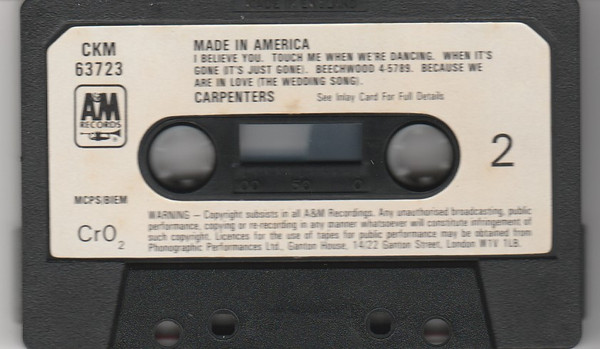 CKM
63723
MADE IN AMERICA
I BELIEVE YOU. TOUCH ME WHEN WE'RE DANCING. WHEN IT'S
GONE (IT'S JUST GONE). BEECHWOOD 4-5789. BECAUSE WE
ARE IN LOVE (THE WEDDING SONG).
CARPENTERS See Inlay Card For Full Details
A&M
RECORDS
2
100 50 0
MCPS/BIEM
CrO2
WARNING – Copyright subsists in all A&M Recordings. Any unauthorised broadcasting, public
performance, copying or re-recording in any manner whatsoever will constitute infringement of
such copyright. Licences for the use of tapes for public performance may be obtained from
Phonographic Performances Ltd., Ganton House, 14/22 Ganton Street, London W1V 1LB.